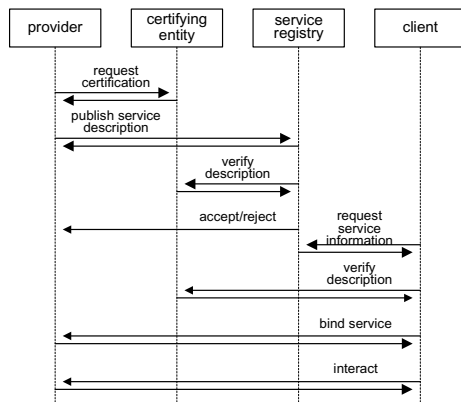 provider
certifying
entity
service
registry
client
request
certification
publish service
description
verify
description
accept/reject
request
service
information
verify
description
bind service
interact